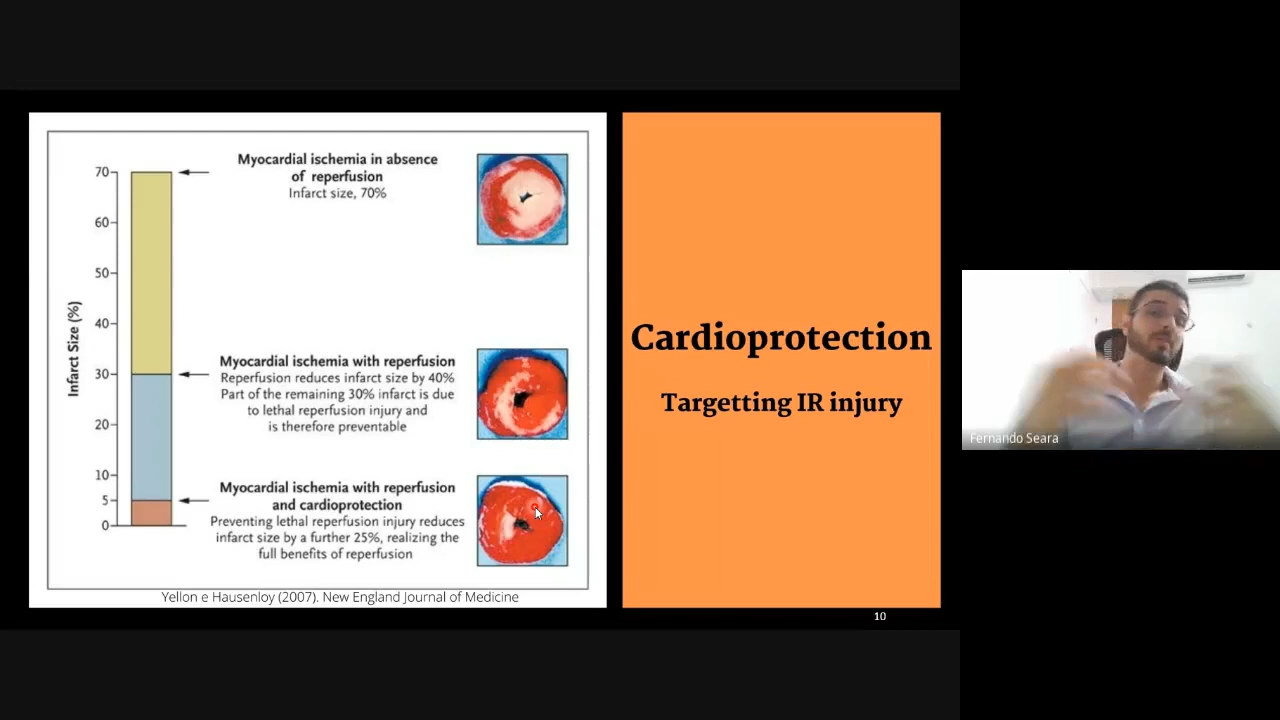 Myocardial ischemia in absence
of reperfusion
Infarct size, 70%
70
60
50
40
30
20
10
5
0
Infarct Size (%)
Myocardial ischemia with reperfusion
Reperfusion reduces infarct size by 40%
Part of the remaining 30% infarct is due
to lethal reperfusion injury and
is therefore preventable
Myocardial ischemia with reperfusion
and cardioprotection
Preventing lethal reperfusion injury reduces
infarct size by a further 25%, realizing the
full benefits of reperfusion
Yellon e Hausenloy (2007). New England Journal of Medicine
Cardioprotection
Targetting IR injury
10
Fernando Seara